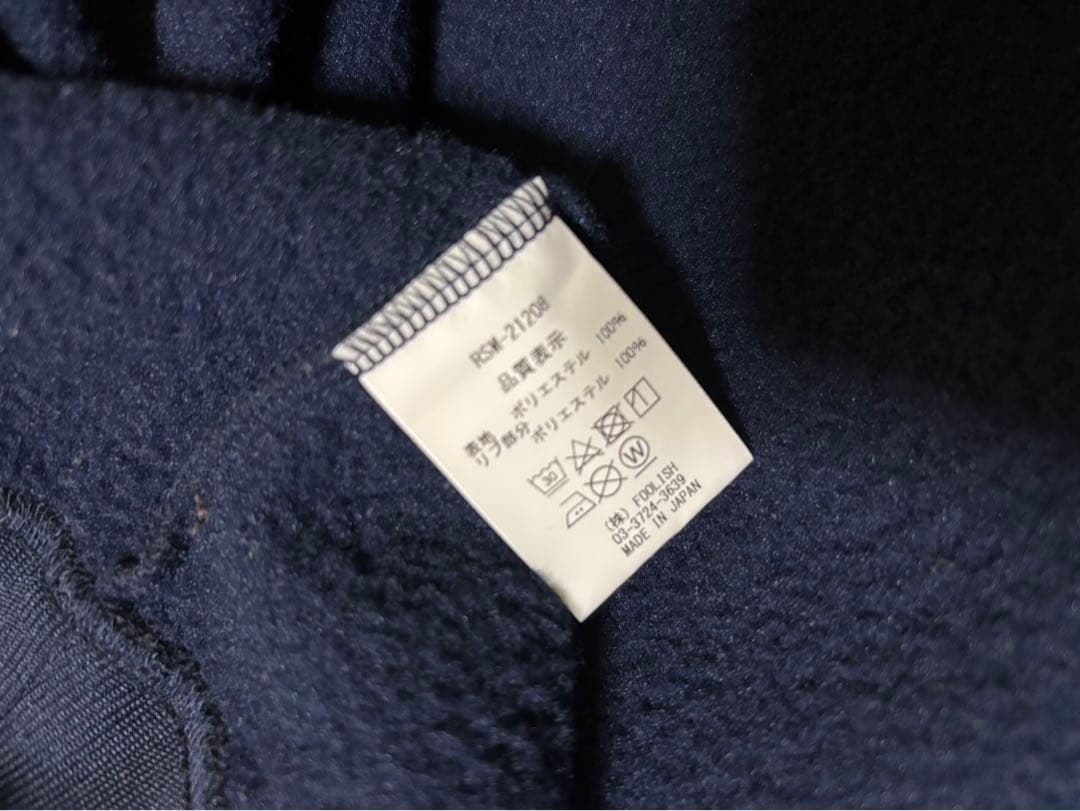 RSM-21208
品質表示
表地 ポリエステル 100%
リブ部分 ポリエステル 100%
30
W
(株) FOOLISH
03-3724-3639
MADE IN JAPAN